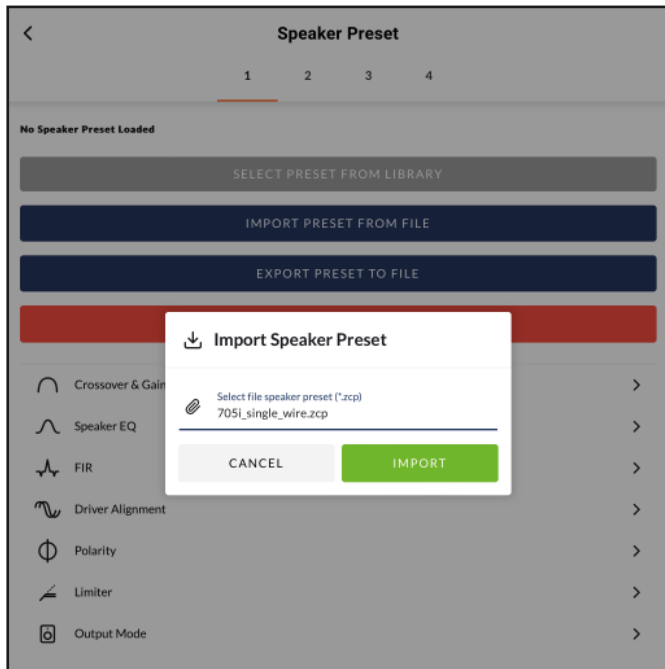 Speaker Preset
1 2 3 4
No Speaker Preset Loaded
SELECT PRESET FROM LIBRARY
IMPORT PRESET FROM FILE
EXPORT PRESET TO FILE
Import Speaker Preset
Select file speaker preset (*.zcp)
705i_single_wire.zcp
CANCEL IMPORT
Crossover & Gain
Speaker EQ
FIR
Driver Alignment
Polarity
Limiter
Output Mode